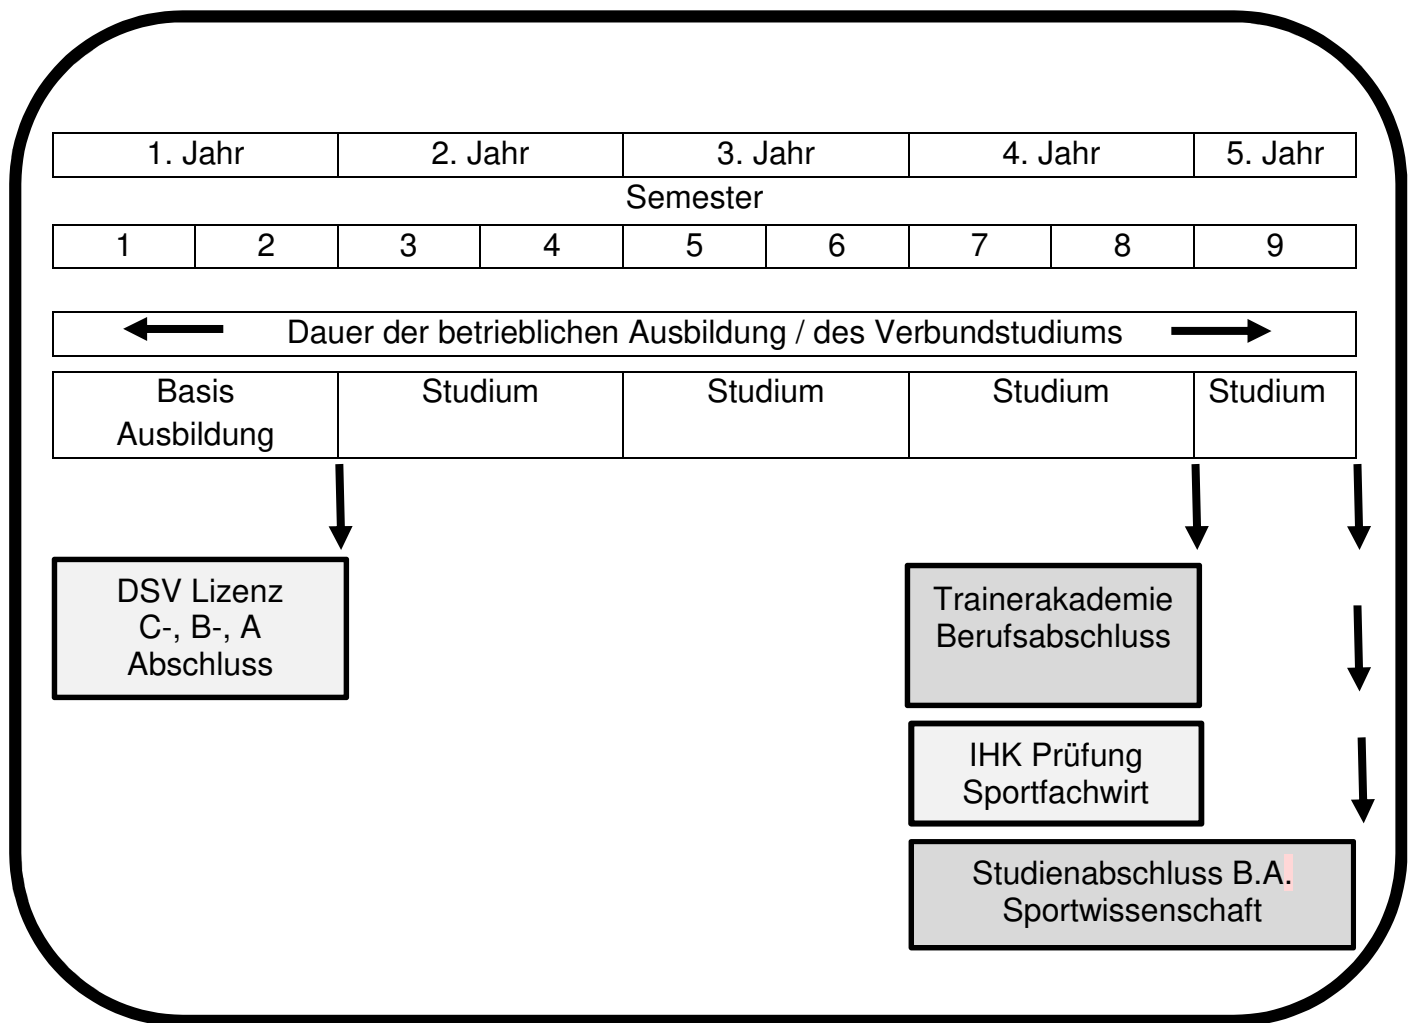 1. Jahr 2. Jahr 3. Jahr 4. Jahr 5. Jahr
Semester
1 2 3 4 5 6 7 8 9
Dauer der betrieblichen Ausbildung / des Verbundstudiums
Basis Studium Studium Studium Studium
Ausbildung
DSV Lizenz
C-, B-, A
Abschluss
Trainerakademie
Berufsabschluss
IHK Prüfung
Sportfachwirt
Studienabschluss B.A.
Sportwissenschaft